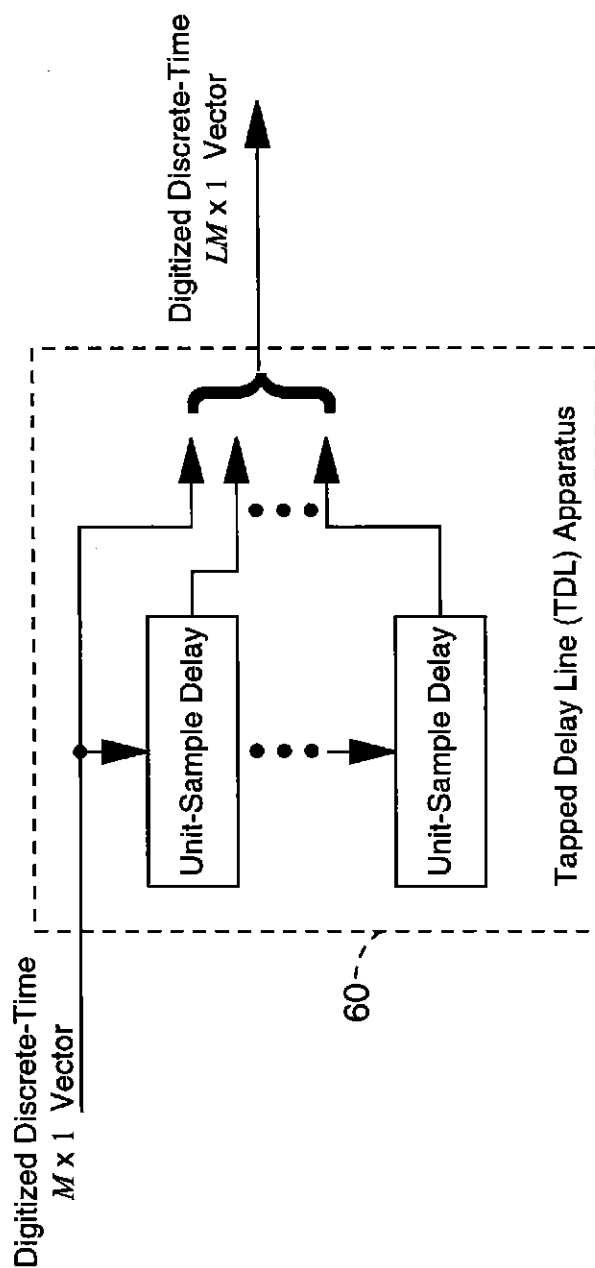 Digitized Discrete-Time
M x 1 Vector
Unit-Sample Delay
Unit-Sample Delay
Digitized Discrete-Time
LM x 1 Vector
Tapped Delay Line (TDL) Apparatus
60